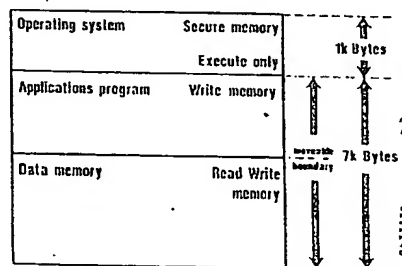 Operating system Secure memory
1k Bytes
Execute only
Applications program Write memory
moveable
boundary
7k Bytes
Data memory Read Write
memory